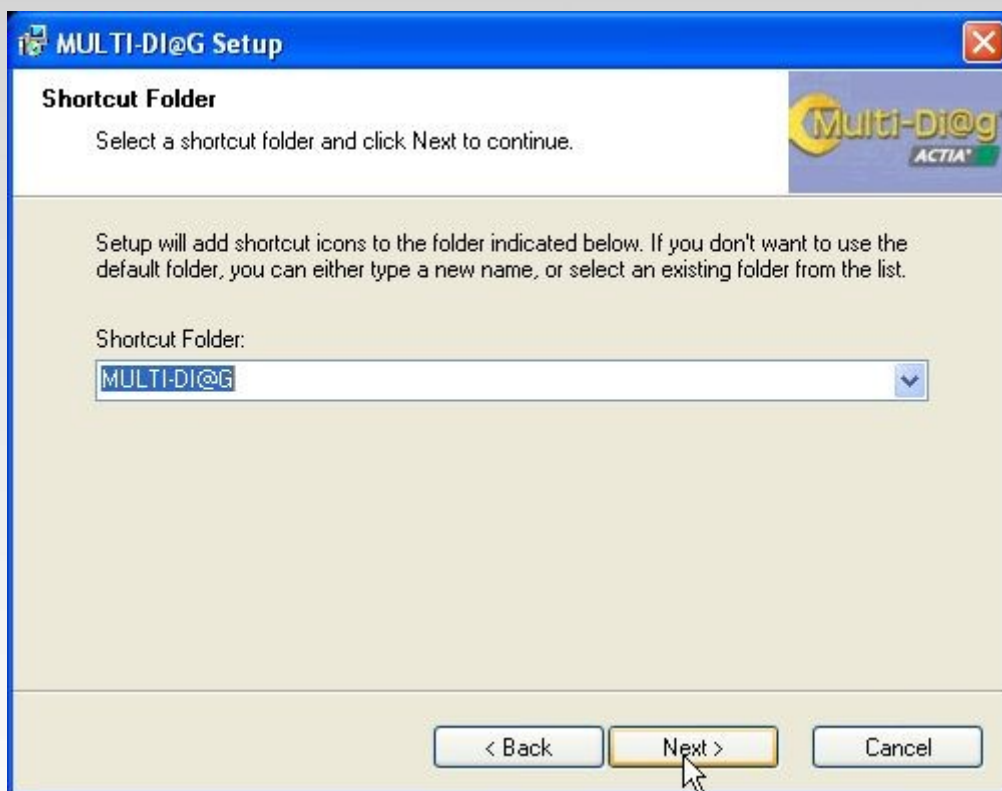 MULTI-DI@G Setup
Shortcut Folder
Select a shortcut folder and click Next to continue.
Multi-Di@g
ACTIA®
Setup will add shortcut icons to the folder indicated below. If you don't want to use the
default folder, you can either type a new name, or select an existing folder from the list.
Shortcut Folder:
MULTI-DI@G
< Back
Next >
Cancel